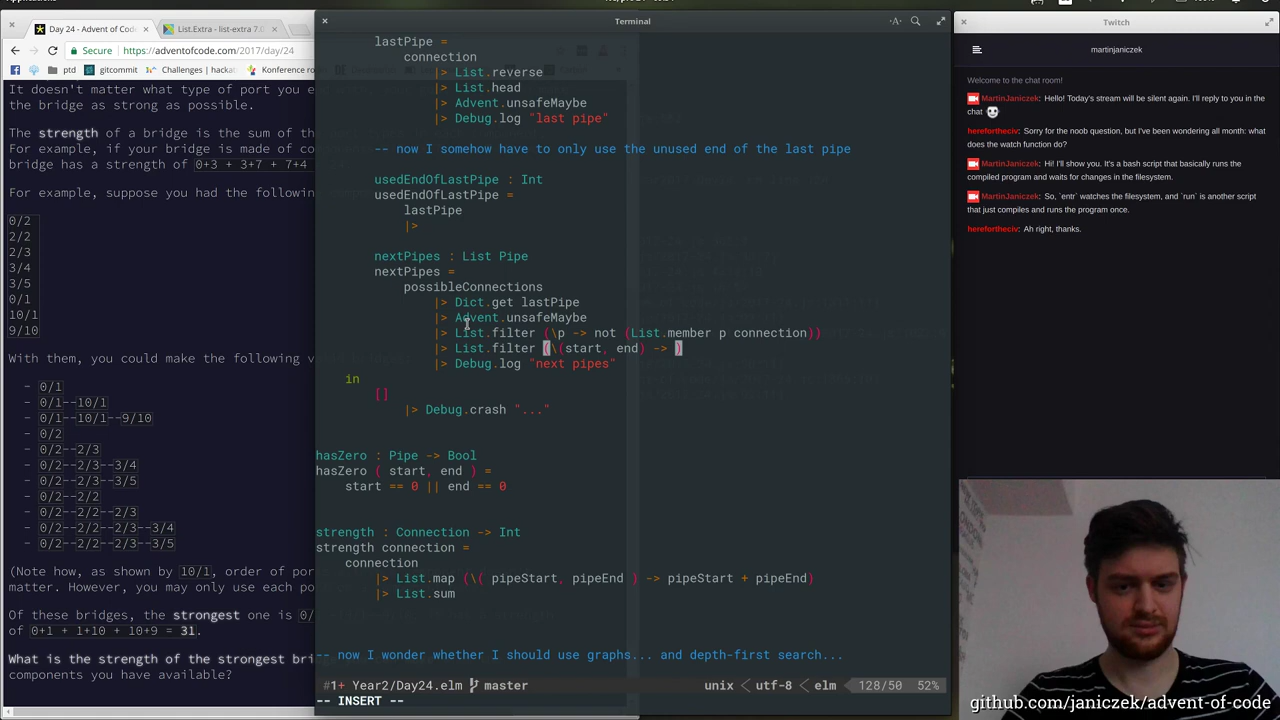 Day 24 - Advent of Code
List.Extra - list-extra 7.0
Secure
https://adventofcode.com/2017/day/24
ptd
gitcommit
Challenges | hacka
Konference ro
It doesn't matter what type of port you e
the bridge as strong as possible.
The strength of a bridge is the sum of the
For example, if your bridge is made of co
bridge has a strength of 0+3 + 3+7 + 7+4
For example, suppose you had the following
0/2
2/2
2/3
3/4
3/5
0/1
10/1
9/10
With them, you could make the following v
- 0/1
- 0/1--10/1
- 0/1--10/1--9/10
- 0/2
- 0/2--2/3
- 0/2--2/3--3/4
- 0/2--2/3--3/5
- 0/2--2/2
- 0/2--2/2--2/3
- 0/2--2/2--2/3--3/4
- 0/2--2/2--2/3--3/5
(Note how, as shown by 10/1, order of por
matter. However, you may only use each po
Of these bridges, the strongest one is 0/
of 0+1 + 1+10 + 10+9 = 31.
What is the strength of the strongest bri
components you have available?
Terminal
lastPipe =
connection
|> List.reverse
|> List.head
|> Advent.unsafeMaybe
|> Debug.log "last pipe"
-- now I somehow have to only use the unused end of the last pipe
usedEndOfLastPipe : Int
usedEndOfLastPipe =
lastPipe
|>
nextPipes : List Pipe
nextPipes =
possibleConnections
|> Dict.get lastPipe
|> Advent.unsafeMaybe
|> List.filter (\p -> not (List.member p connection))
|> List.filter (\(start, end) -> )
|> Debug.log "next pipes"
in
[]
|> Debug.crash "..."
hasZero : Pipe -> Bool
hasZero ( start, end ) =
start == 0 || end == 0
strength : Connection -> Int
strength connection =
connection
|> List.map (\( pipeStart, pipeEnd ) -> pipeStart + pipeEnd)
|> List.sum
-- now I wonder whether I should use graphs... and depth-first search...
#1+ Year2/Day24.elm master unix < utf-8 < elm 128/50 52%
-- INSERT --
Twitch
martinjaniczek
Welcome to the chat room!
MartinJaniczek: Hello! Today's stream will be silent again. I'll reply to you in the
chat
herefortheciv: Sorry for the noob question, but I've been wondering all month: what
does the watch function do?
MartinJaniczek: Hi! I'll show you. It's a bash script that basically runs the
compiled program and waits for changes in the filesystem.
MartinJaniczek: So, `entr` watches the filesystem, and `run` is another script
that just compiles and runs the program once.
herefortheciv: Ah right, thanks.
github.com/janiczek/advent-of-code